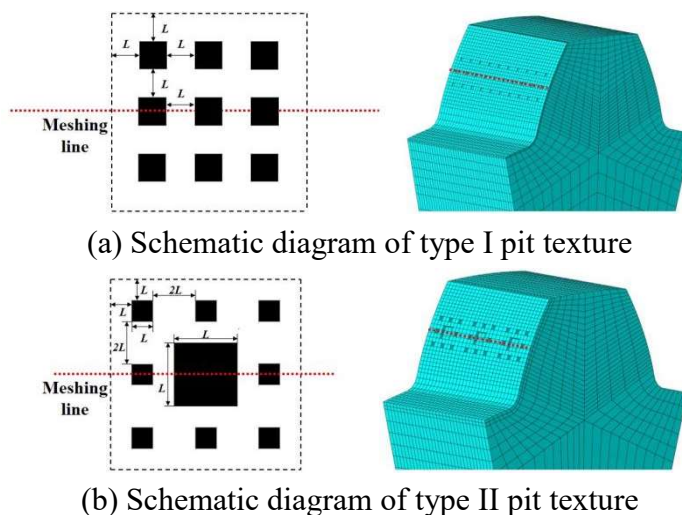 L
L
L
L
L
Meshing
line
(a) Schematic diagram of type I pit texture
L
2L
L
L
L
2L
L
Meshing
line
(b) Schematic diagram of type II pit texture